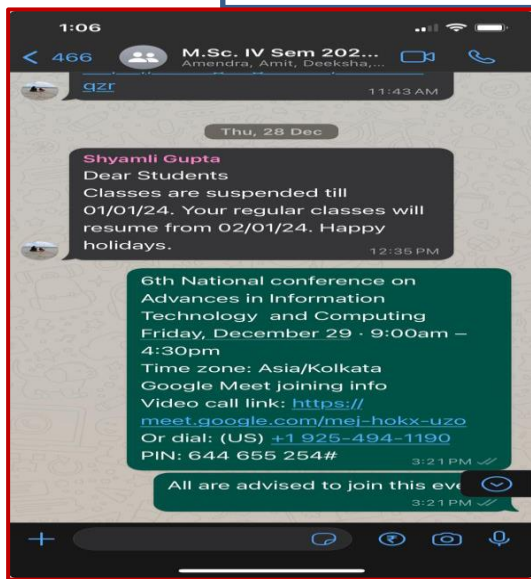 1:06
466
M.Sc. IV Sem 202...
Amendra, Amit, Deeksha,...
qzr
11:43 AM
Thu, 28 Dec
Shyamli Gupta
Dear Students
Classes are suspended till
01/01/24. Your regular classes will
resume from 02/01/24. Happy
holidays.
12:35 PM
6th National conference on
Advances in Information
Technology and Computing
Friday, December 29 · 9:00am –
4:30pm
Time zone: Asia/Kolkata
Google Meet joining info
Video call link: https://
meet.google.com/mej-hokx-uzo
Or dial: (US) +1 925-494-1190
PIN: 644 655 254#
3:21 PM
All are advised to join this eve
3:21 PM